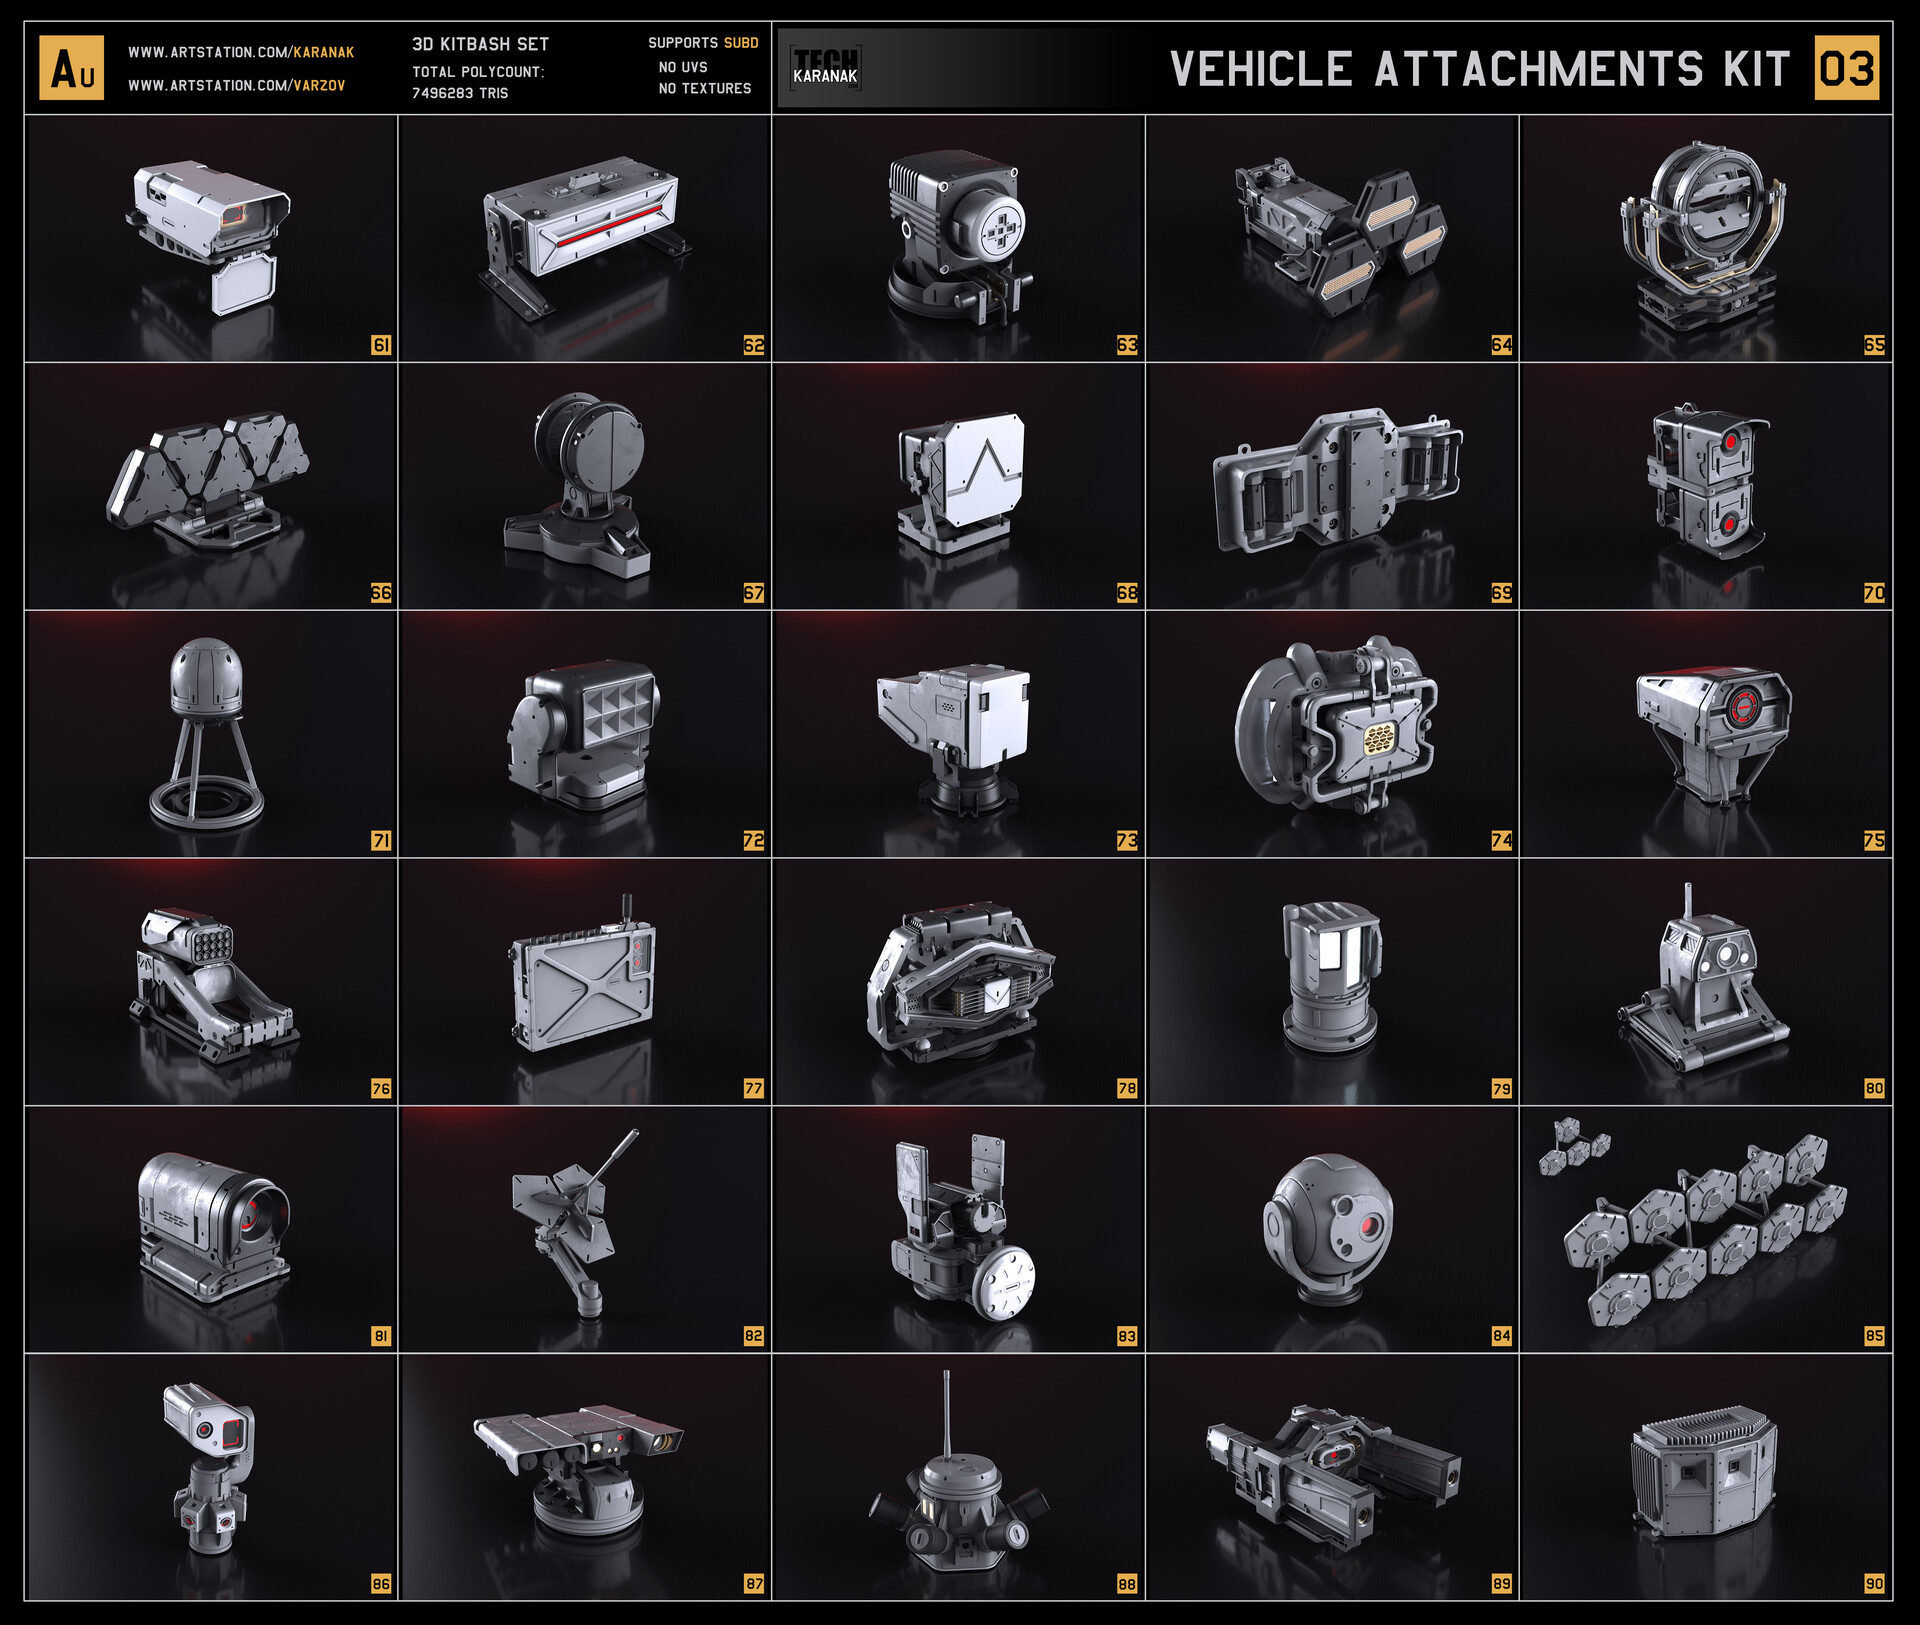 AU
WWW.ARTSTATION.COM/KARANAK
WWW.ARTSTATION.COM/VARZOV
3D KITBASH SET
TOTAL POLYCOUNT:
7496283 TRIS
SUPPORTS SUBD
NO UVS
NO TEXTURES
TECH
KARANAK
VEHICLE ATTACHMENTS KIT 03
61
62
63
64
65
66
67
68
69
70
71
72
73
74
75
76
77
78
79
80
81
82
83
84
85
86
87
88
89
90